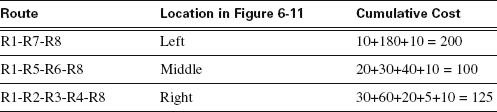 Route Location in Figure 6-11 Cumulative Cost
R1-R7-R8 Left 10+180+10 = 200
R1-R5-R6-R8 Middle 20+30+40+10 = 100
R1-R2-R3-R4-R8 Right 30+60+20+5+10 = 125